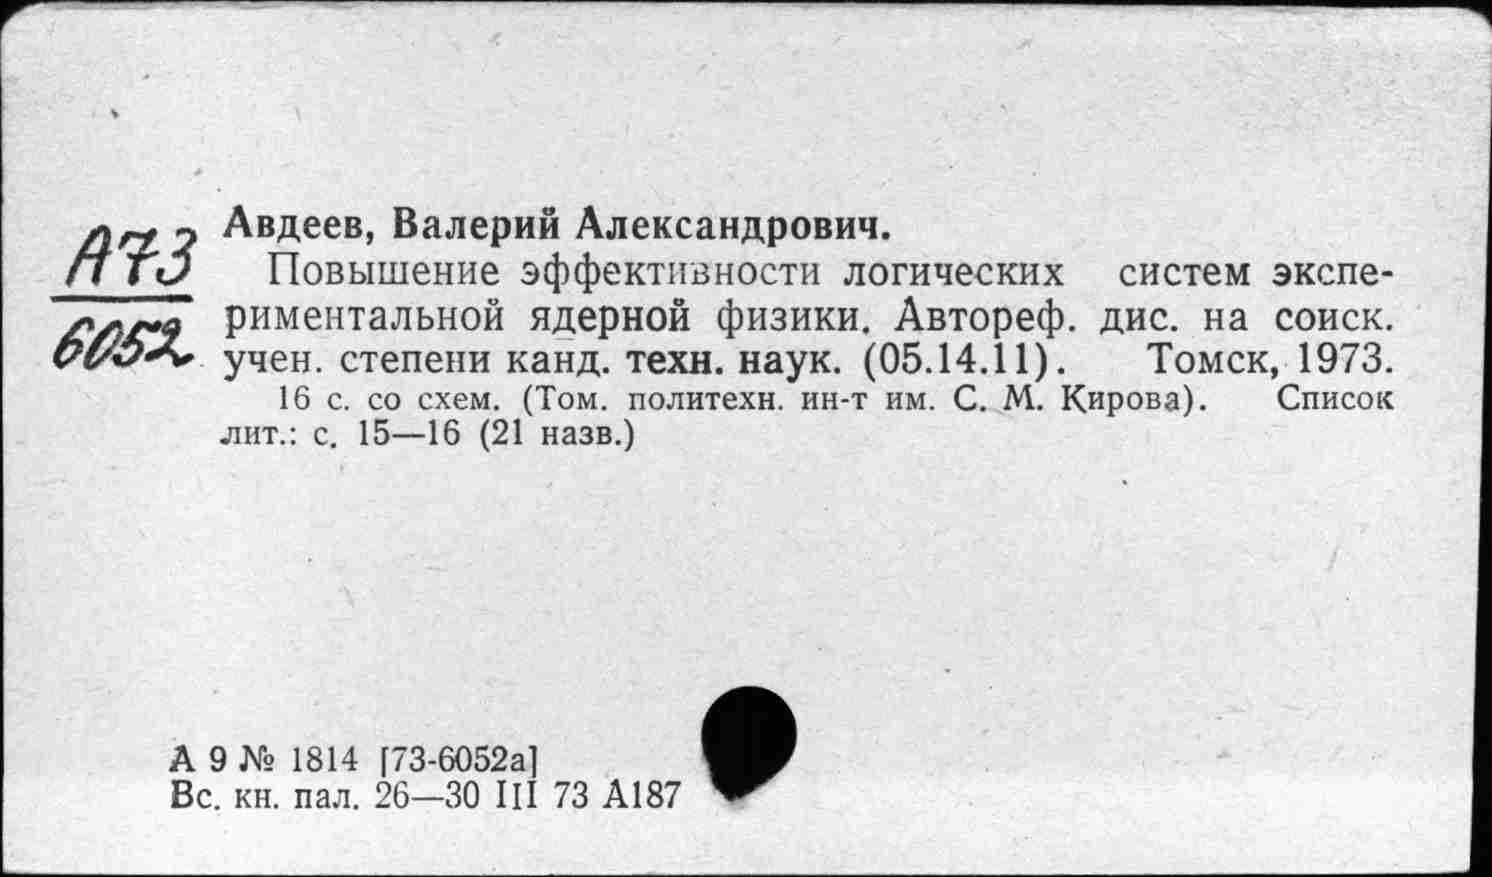 А73
6052
Авдеев, Валерий Александрович.
Повышение эффективности логических систем экспе-
риментальной ядерной физики. Автореф. дис. на соиск.
учен. степени канд. техн. наук. (05.14.11). Томск, 1973.
16 с. со схем. (Том. политехн. ин-т им. С. М. Кирова). Список
лит.: с. 15—16 (21 назв.)
А 9 № 1814 [73-6052а]
Вс. кн. пал. 26—30 III 73 А187